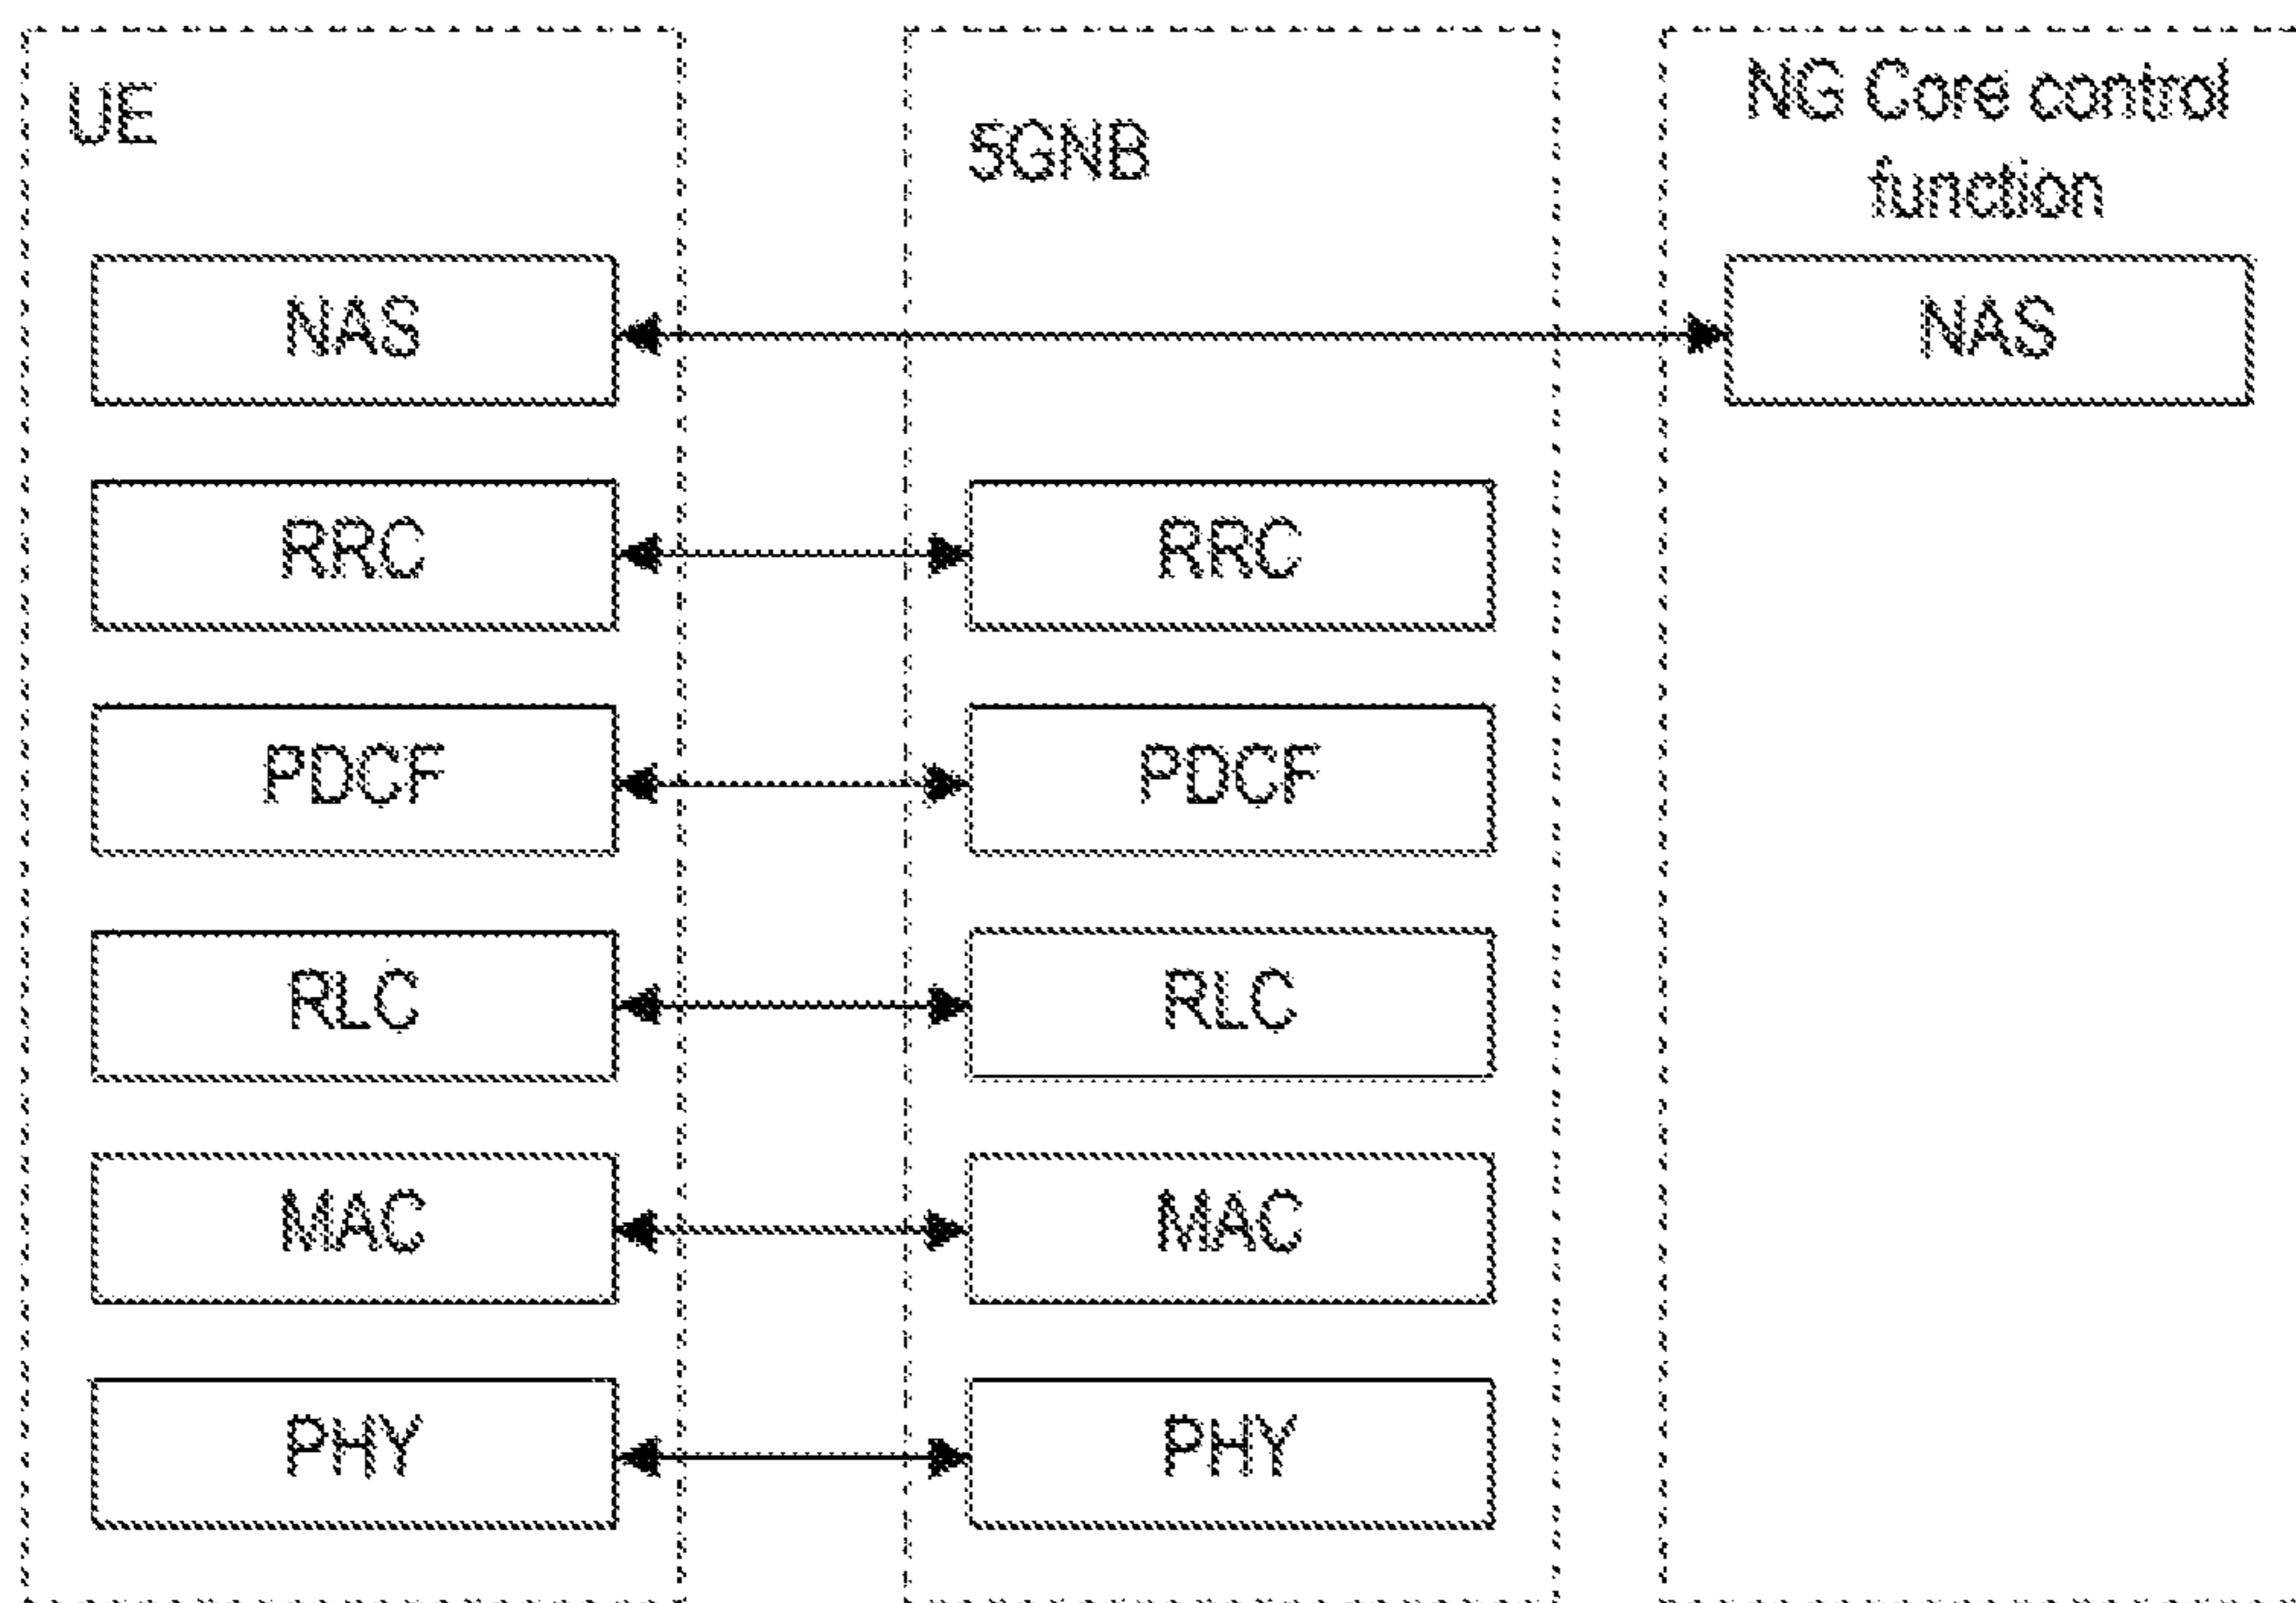 UE
5GNB
NG Core control
function
NAS
NAS
RRC
RRC
PDCF
PDCF
RLC
RLC
MAC
MAC
PHY
PHY